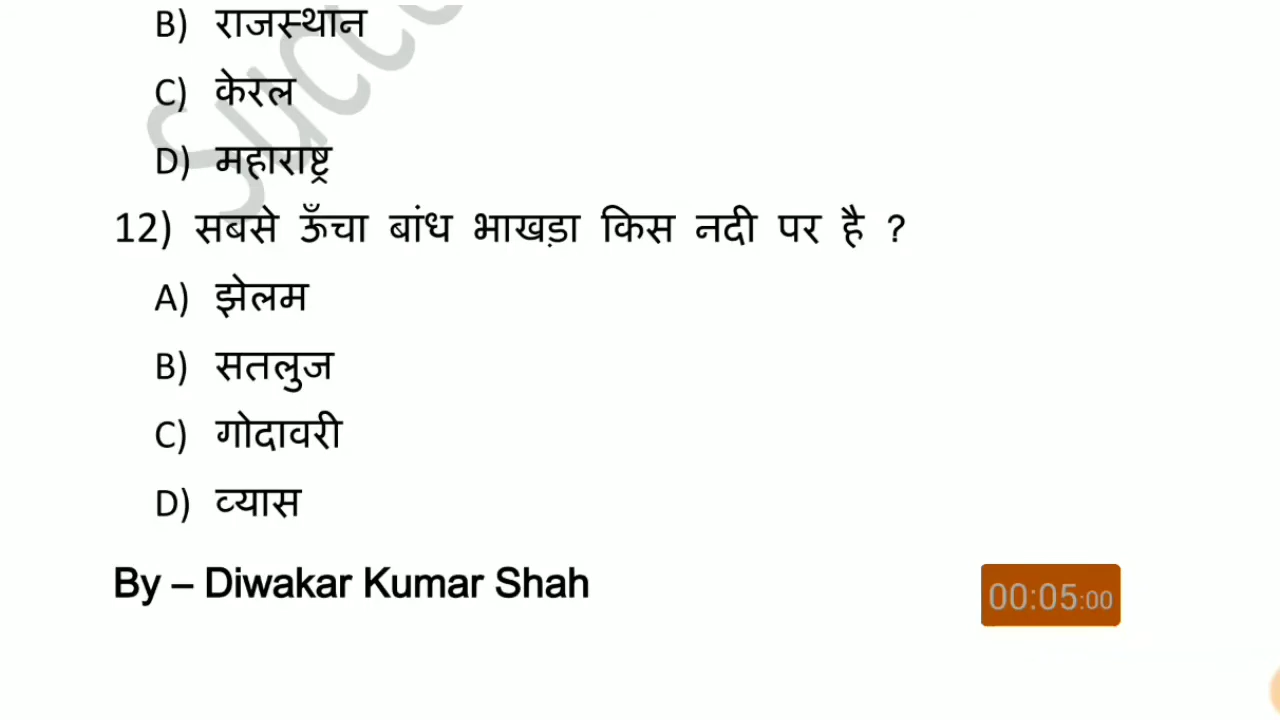 B) राजस्थान
C) केरल
D) महाराष्ट्र
12) सबसे ऊँचा बांध भाखड़ा किस नदी पर है ?
A) झेलम
B) सतलुज
C) गोदावरी
D) व्यास
By – Diwakar Kumar Shah
00:05:00